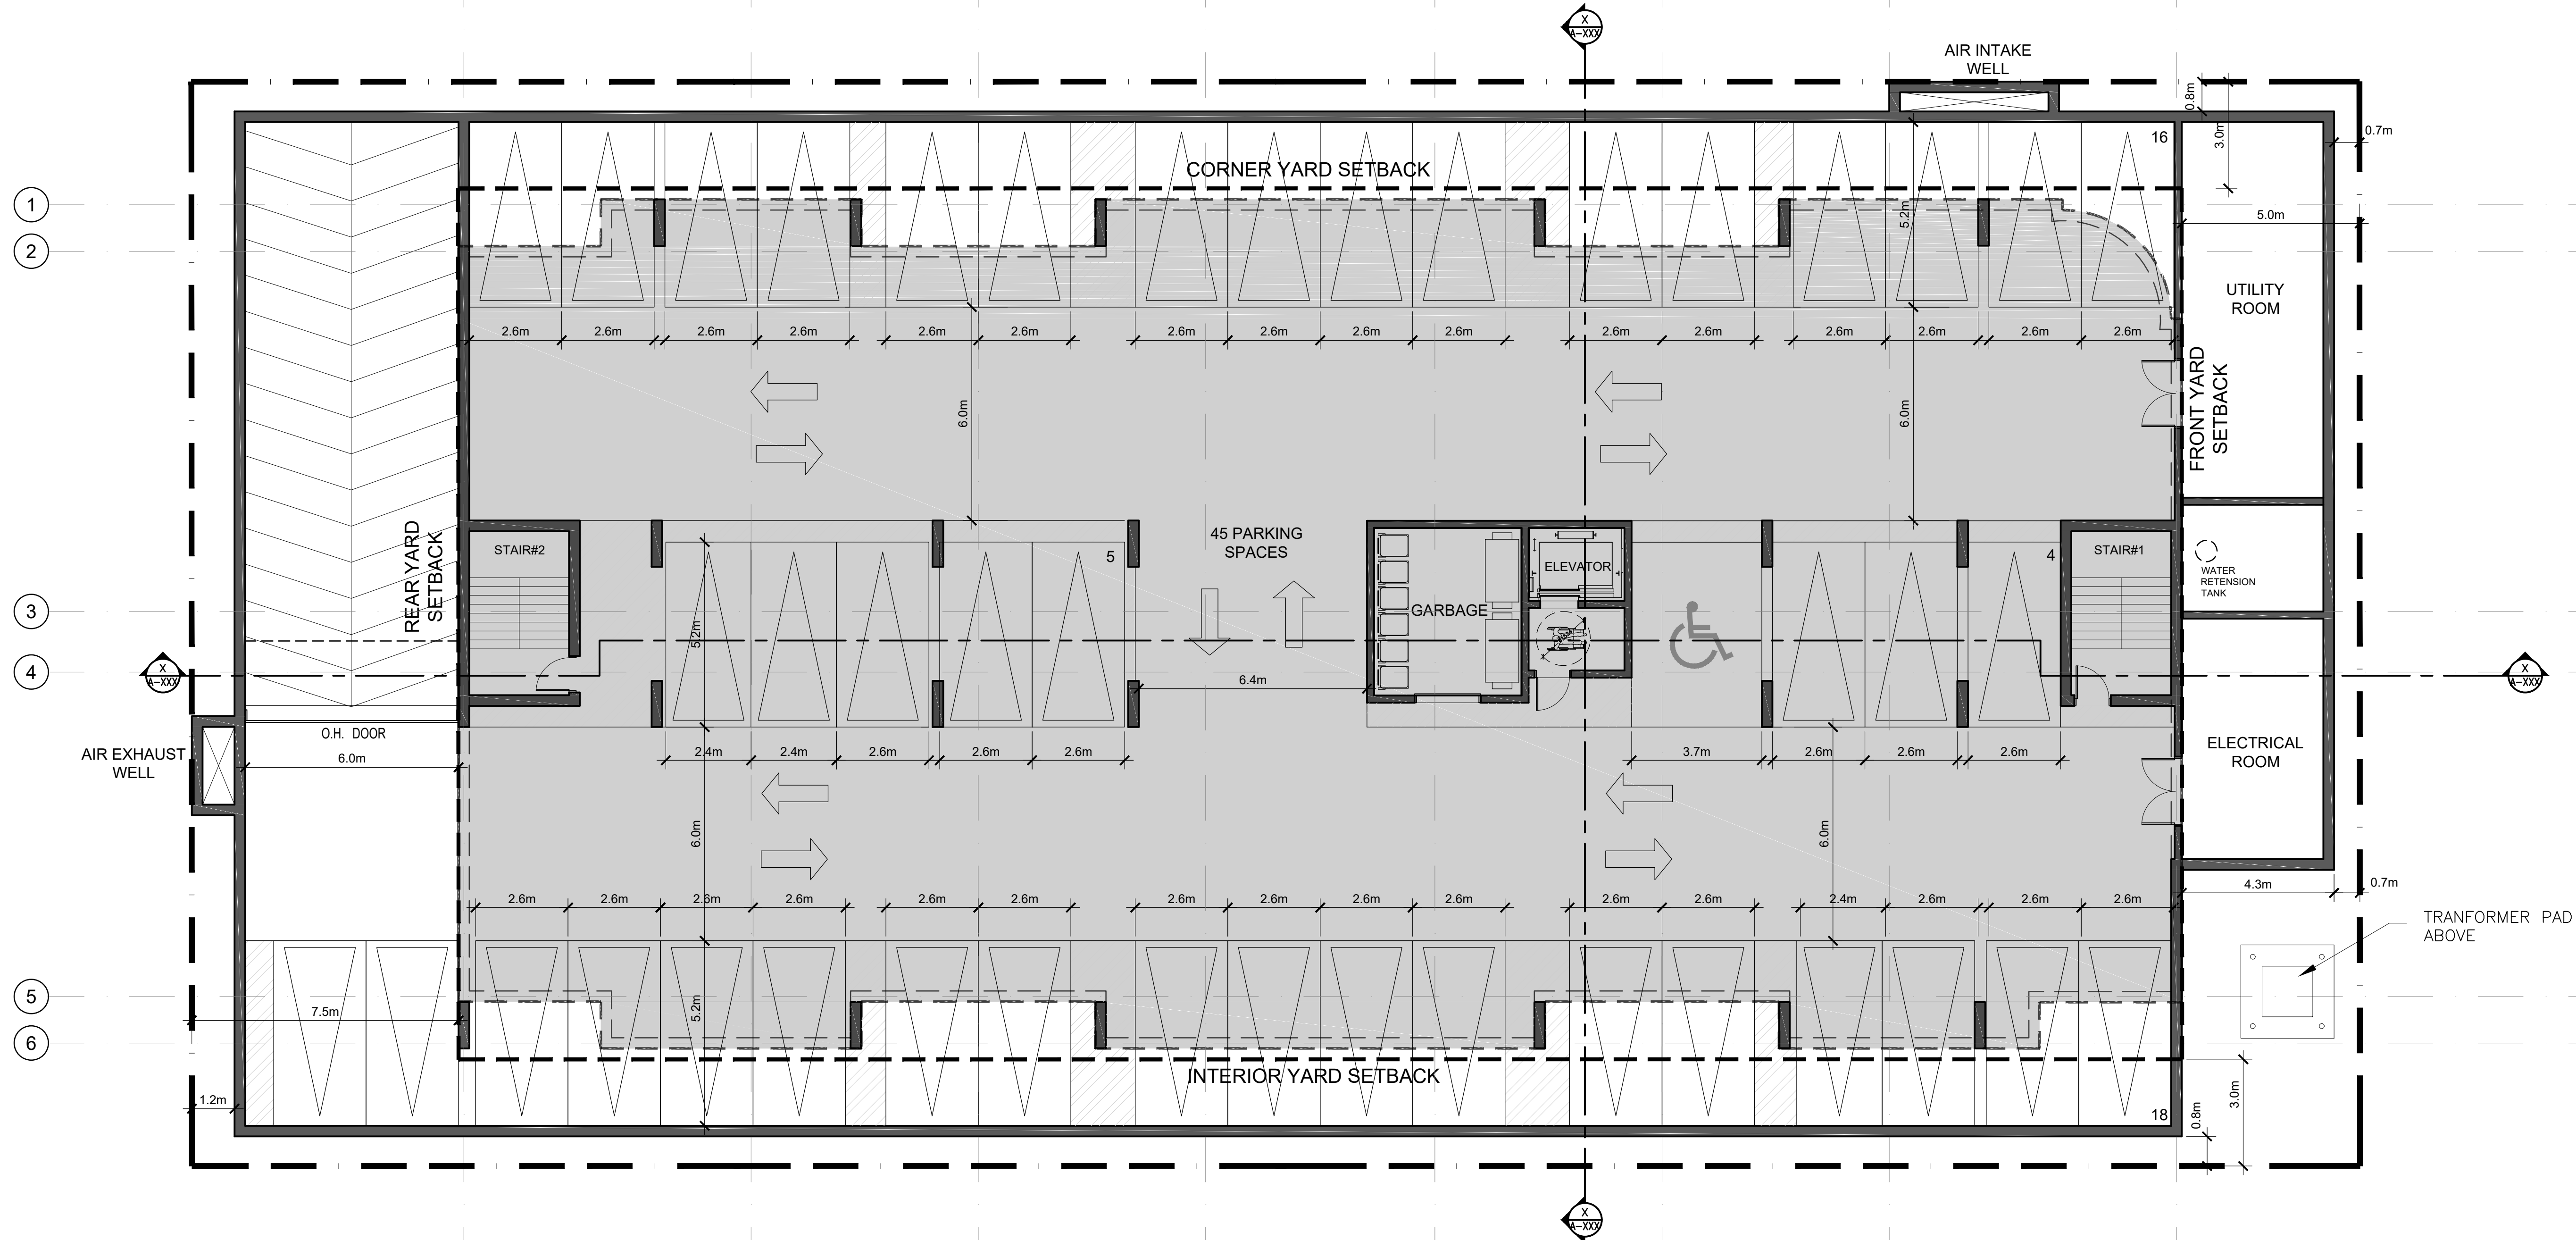 X
A-XXX
AIR INTAKE
WELL
0.8m
3.0m
0.7m
16
CORNER YARD SETBACK
1
5.2m
5.0m
2
UTILITY
ROOM
2.6m 2.6m 2.6m 2.6m 2.6m 2.6m 2.6m 2.6m 2.6m 2.6m 2.6m 2.6m 2.6m 2.6m 2.6m 2.6m
FRONT YARD
SETBACK
6.0m
6.0m
REAR YARD
SETBACK
STAIR#2
45 PARKING
SPACES
5
4
STAIR#1
ELEVATOR
WATER
RETENSION
TANK
3
GARBAGE
5.2m
4
X
A-XXX
X
A-XXX
6.4m
O.H. DOOR
AIR EXHAUST
WELL
6.0m
2.4m 2.4m 2.6m 2.6m 2.6m
3.7m 2.6m 2.6m 2.6m
ELECTRICAL
ROOM
6.0m
6.0m
4.3m
0.7m
2.6m 2.6m 2.6m 2.6m 2.6m 2.6m 2.6m 2.6m 2.6m 2.6m 2.6m 2.6m 2.4m 2.6m 2.6m 2.6m
TRANFORMER PAD
ABOVE
5
7.5m
5.2m
6
INTERIOR YARD SETBACK
1.2m
18
0.8m
3.0m
X
A-XXX